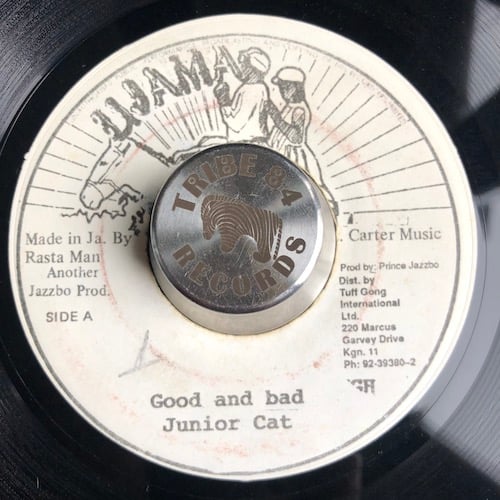 UJAMA
TRIBE 84
RECORDS
Made in Ja. By
Rasta Man
Another
Jazzbo Prod.
SIDE A
. Carter Music
Prod by: Prince Jazzbo
Dist. by
Tuff Gong
International
Ltd.
220 Marcus
Garvey Drive
Kgn. 11
Ph: 92-39380-2
Good and bad
Junior Cat